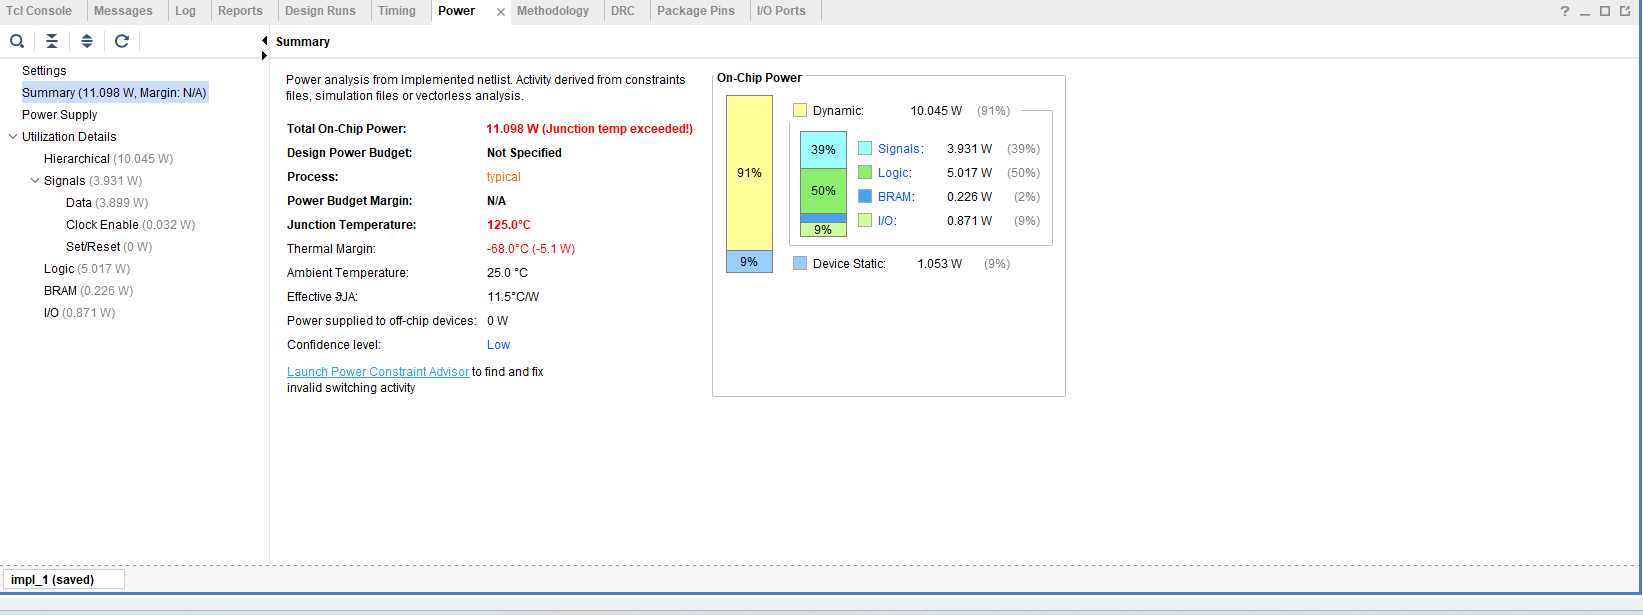 Tcl Console Messages Log Reports Design Runs Timing Power × Methodology DRC Package Pins I/O Ports ?
Summary
Settings
Summary (11.098 W, Margin: N/A)
Power Supply
Utilization Details
Hierarchical (10.045 W)
Signals (3.931 W)
Data (3.899 W)
Clock Enable (0.032 W)
Set/Reset (0 W)
Logic (5.017 W)
BRAM (0.226 W)
I/O (0.871 W)
Power analysis from Implemented netlist. Activity derived from constraints
files, simulation files or vectorless analysis.
Total On-Chip Power: 11.098 W (Junction temp exceeded!)
Design Power Budget: Not Specified
Process: typical
Power Budget Margin: N/A
Junction Temperature: 125.0°C
Thermal Margin: -68.0°C (-5.1 W)
Ambient Temperature: 25.0 °C
Effective ϑJA: 11.5°C/W
Power supplied to off-chip devices: 0 W
Confidence level: Low
Launch Power Constraint Advisor to find and fix
invalid switching activity
On-Chip Power
91%
9%
Dynamic: 10.045 W (91%)
39%
50%
9%
Signals: 3.931 W (39%)
Logic: 5.017 W (50%)
BRAM: 0.226 W (2%)
I/O: 0.871 W (9%)
Device Static: 1.053 W (9%)
impl_1 (saved)